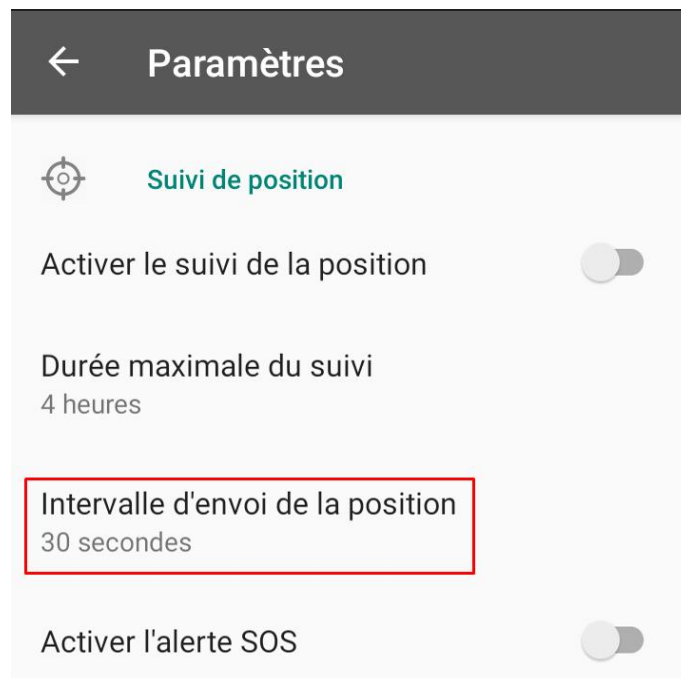 Paramètres
Suivi de position
Activer le suivi de la position
Durée maximale du suivi
4 heures
Intervalle d'envoi de la position
30 secondes
Activer l'alerte SOS